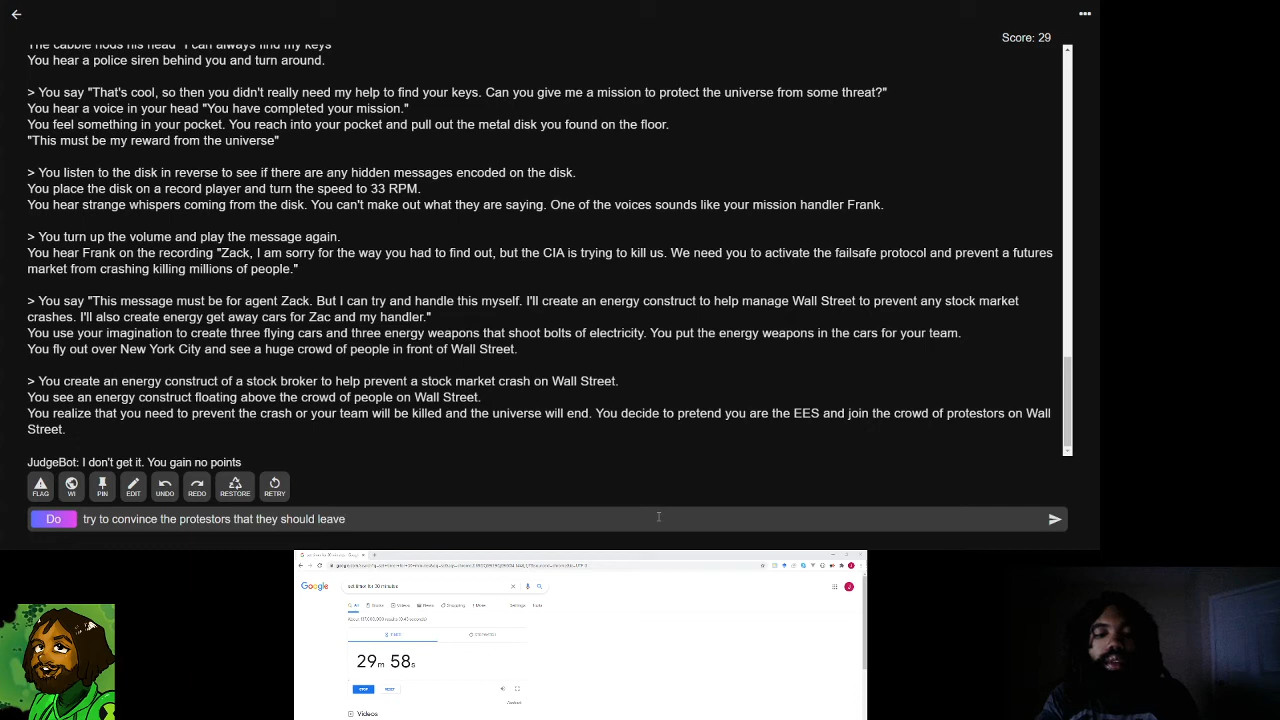 Score: 29
The cabbie nods his head "I can always find my keys"
You hear a police siren behind you and turn around.
> You say "That's cool, so then you didn't really need my help to find your keys. Can you give me a mission to protect the universe from some threat?"
You hear a voice in your head "You have completed your mission."
You feel something in your pocket. You reach into your pocket and pull out the metal disk you found on the floor.
"This must be my reward from the universe"
> You listen to the disk in reverse to see if there are any hidden messages encoded on the disk.
You place the disk on a record player and turn the speed to 33 RPM.
You hear strange whispers coming from the disk. You can't make out what they are saying. One of the voices sounds like your mission handler Frank.
> You turn up the volume and play the message again.
You hear Frank on the recording "Zack, I am sorry for the way you had to find out, but the CIA is trying to kill us. We need you to activate the failsafe protocol and prevent a futures
market from crashing killing millions of people."
> You say "This message must be for agent Zack. But I can try and handle this myself. I'll create an energy construct to help manage Wall Street to prevent any stock market
crashes. I'll also create energy get away cars for Zac and my handler."
You use your imagination to create three flying cars and three energy weapons that shoot bolts of electricity. You put the energy weapons in the cars for your team.
You fly out over New York City and see a huge crowd of people in front of Wall Street.
> You create an energy construct of a stock broker to help prevent a stock market crash on Wall Street.
You see an energy construct floating above the crowd of people on Wall Street.
You realize that you need to prevent the crash or your team will be killed and the universe will end. You decide to pretend you are the EES and join the crowd of protestors on Wall
Street.
JudgeBot: I don't get it. You gain no points
FLAG WI PIN EDIT UNDO REDO RESTORE RETRY
Do try to convince the protestors that they should leave
Google set timer for 30 minutes
All Videos News Shopping More Settings Tools
29m 58s
STOP RESET
Videos